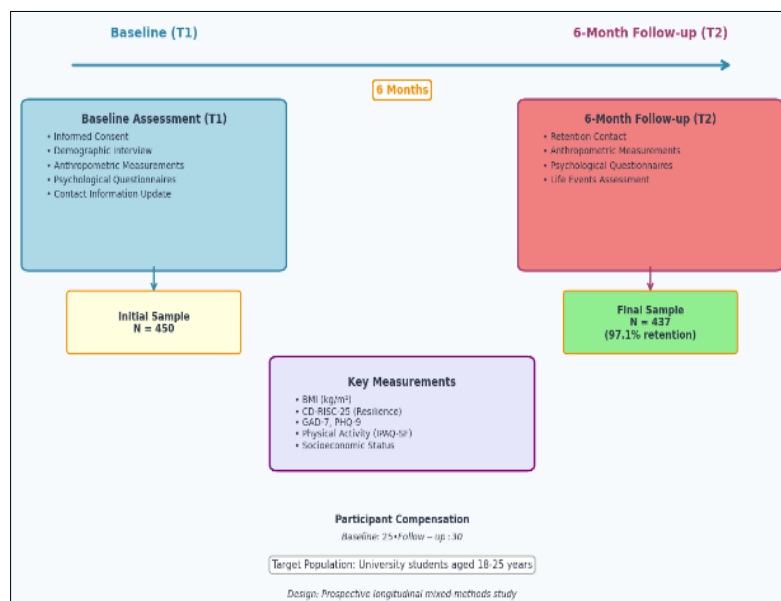 Baseline (T1)
6-Month Follow-up (T2)
6 Months
Baseline Assessment (T1)
• Informed Consent
• Demographic Interview
• Anthropometric Measurements
• Psychological Questionnaires
• Contact Information Update
6-Month Follow-up (T2)
• Retention Contact
• Anthropometric Measurements
• Psychological Questionnaires
• Life Events Assessment
Initial Sample
N = 450
Final Sample
N = 437
(97.1% retention)
Key Measurements
• BMI (kg/m²)
• CD-RISC-25 (Resilience)
• GAD-7, PHQ-9
• Physical Activity (IPAQ-SF)
• Socioeconomic Status
Participant Compensation
Baseline: 25•Follow − up : 30
Target Population: University students aged 18-25 years
Design: Prospective longitudinal mixed-methods study